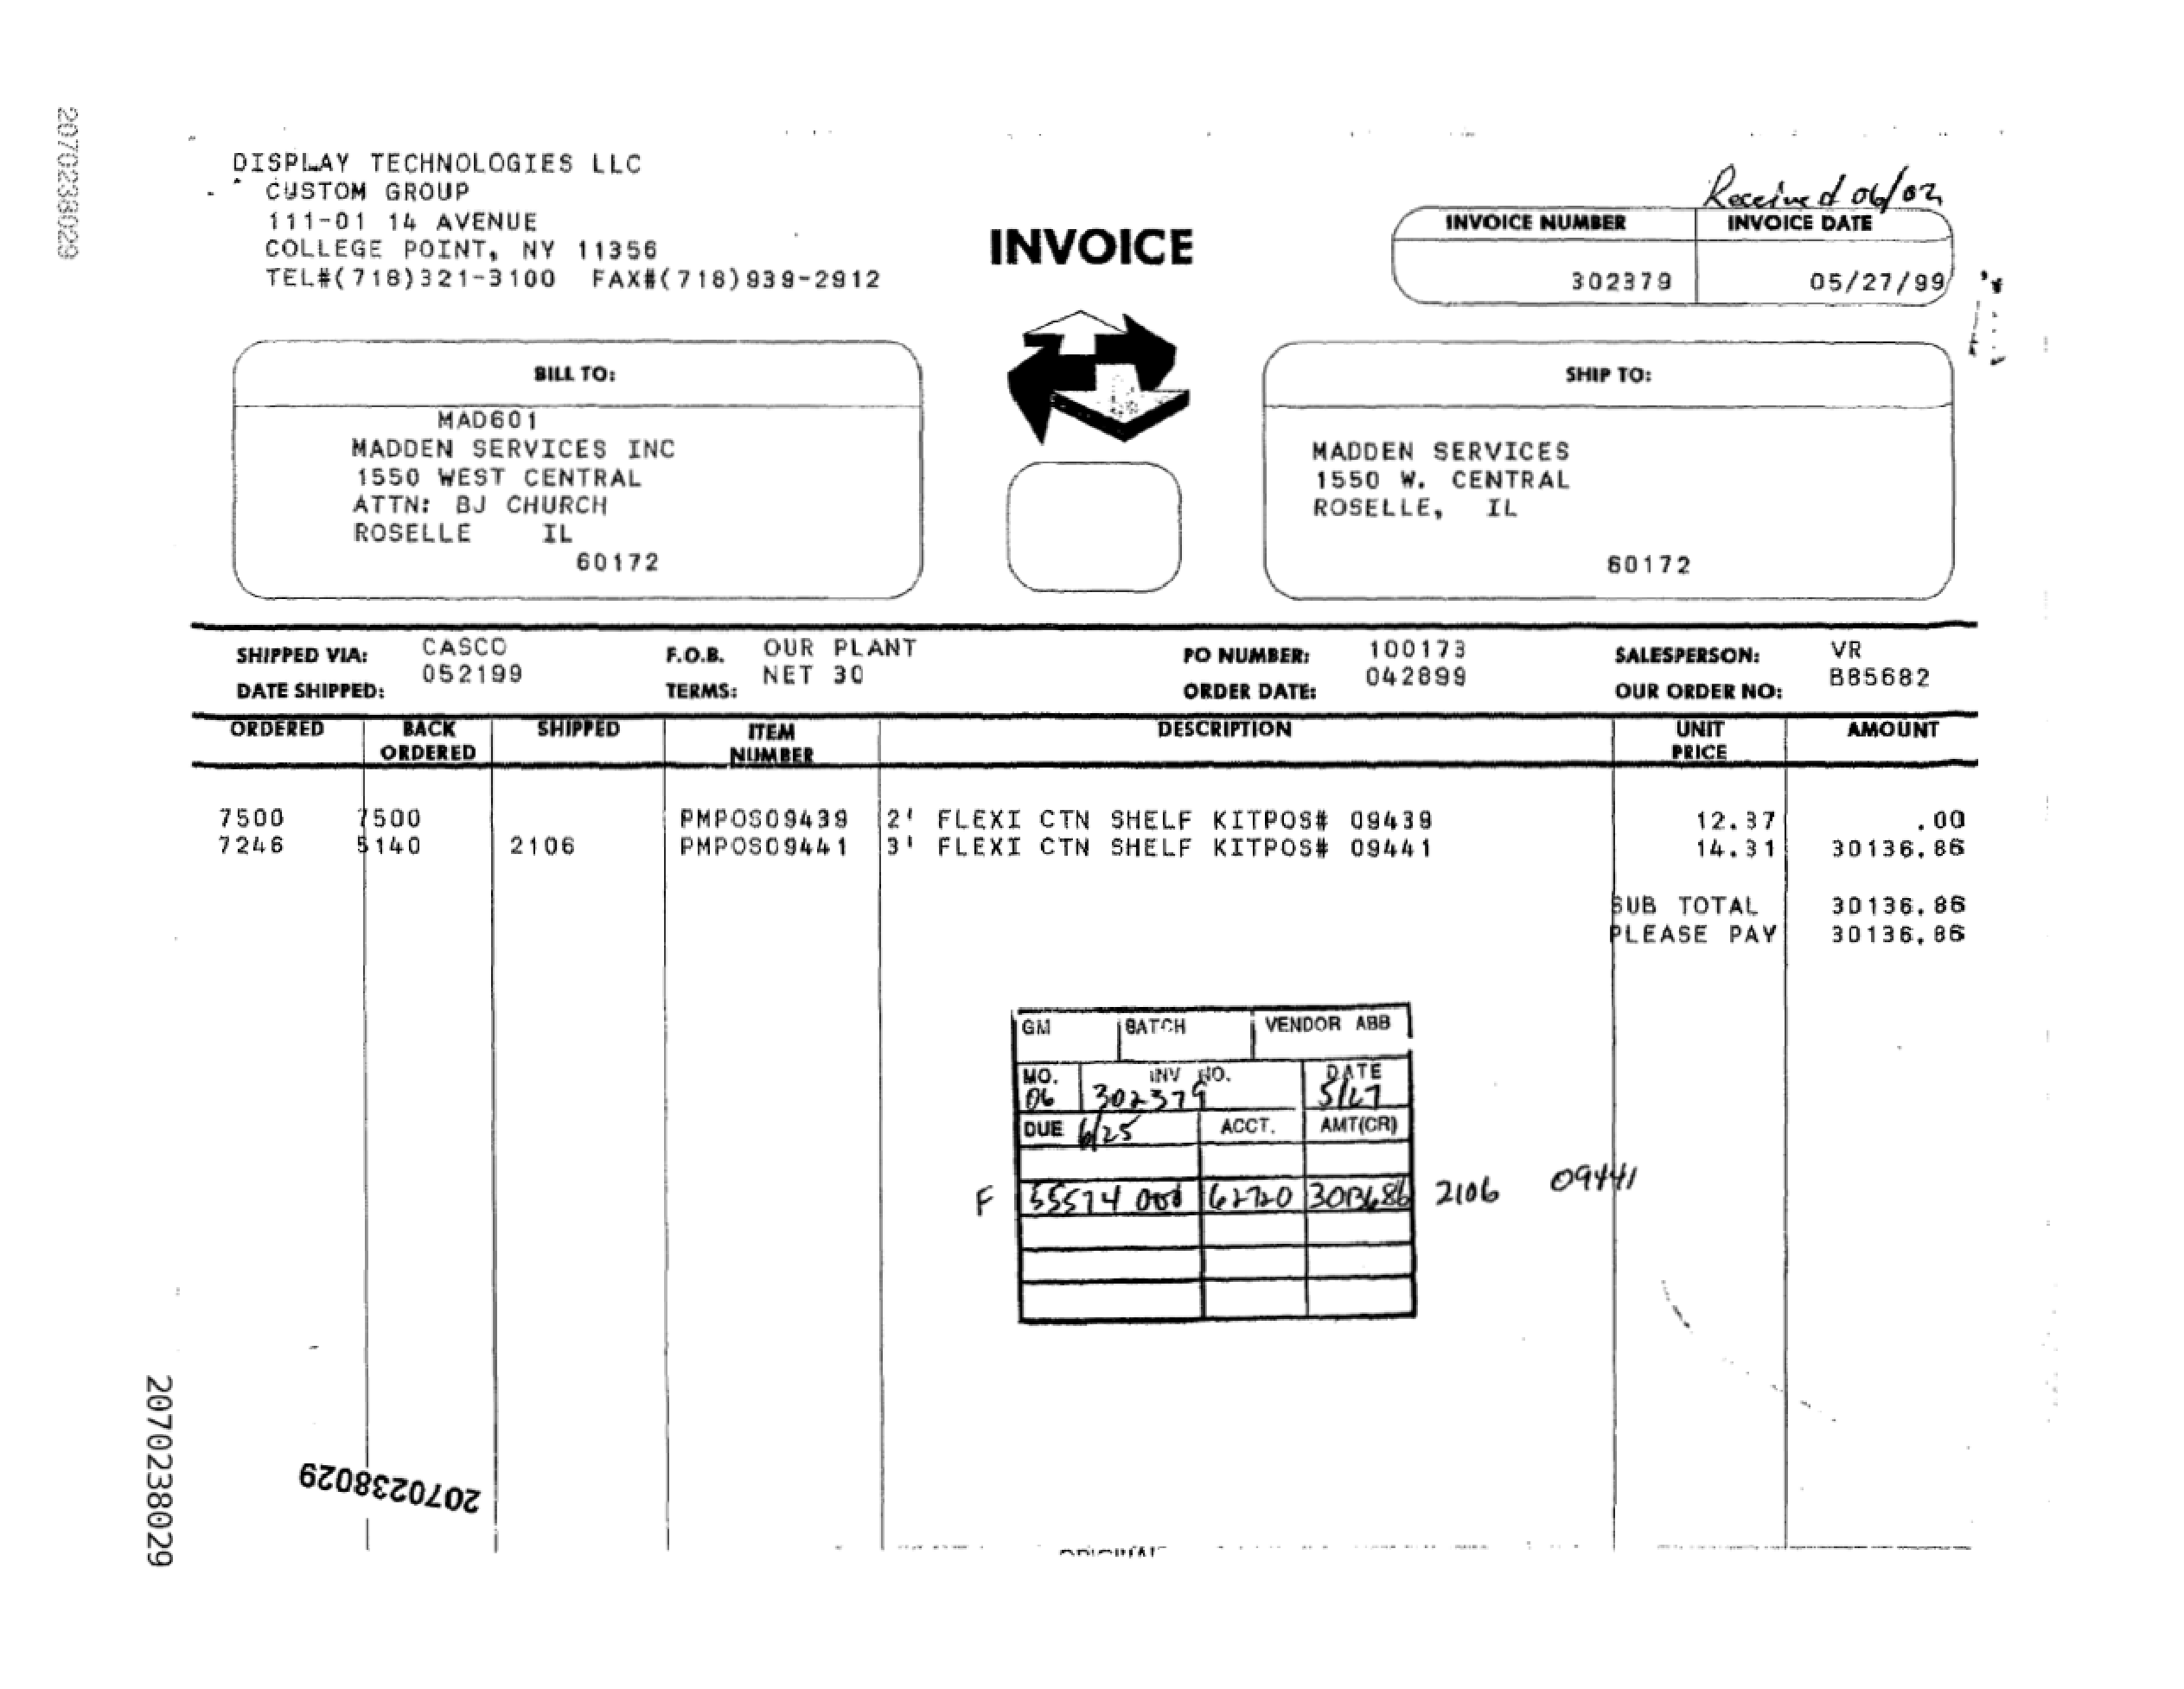 2070238029
DISPLAY TECHNOLOGIES LLC
CUSTOM GROUP
111-01 14 AVENUE
COLLEGE POINT, NY 11356
TEL#(718)321-3100 FAX#(718)939-2912
INVOICE
Received 06/02
INVOICE NUMBER INVOICE DATE
302379 05/27/99
BILL TO:
MAD601
MADDEN SERVICES INC
1550 WEST CENTRAL
ATTN: BJ CHURCH
ROSELLE IL
60172
SHIP TO:
MADDEN SERVICES
1550 W. CENTRAL
ROSELLE, IL
60172
SHIPPED VIA: CASCO F.O.B. OUR PLANT PO NUMBER: 100173 SALESPERSON: VR
DATE SHIPPED: 052199 TERMS: NET 30 ORDER DATE: 042899 OUR ORDER NO: B85682
ORDERED BACK ORDERED SHIPPED ITEM NUMBER DESCRIPTION UNIT PRICE AMOUNT
7500 7500 PMPOS09439 2' FLEXI CTN SHELF KITPOS# 09439 12.37 .00
7246 5140 2106 PMPOS09441 3' FLEXI CTN SHELF KITPOS# 09441 14.31 30136.86
SUB TOTAL 30136.86
PLEASE PAY 30136.86
GM BATCH VENDOR ABB
MO. INV NO. DATE
06 302379 5/27
DUE 6/25 ACCT. AMT(CR)
F 55574 000 62720 3013686 2106 09441
2070238029
2070238029
ORIGINAL